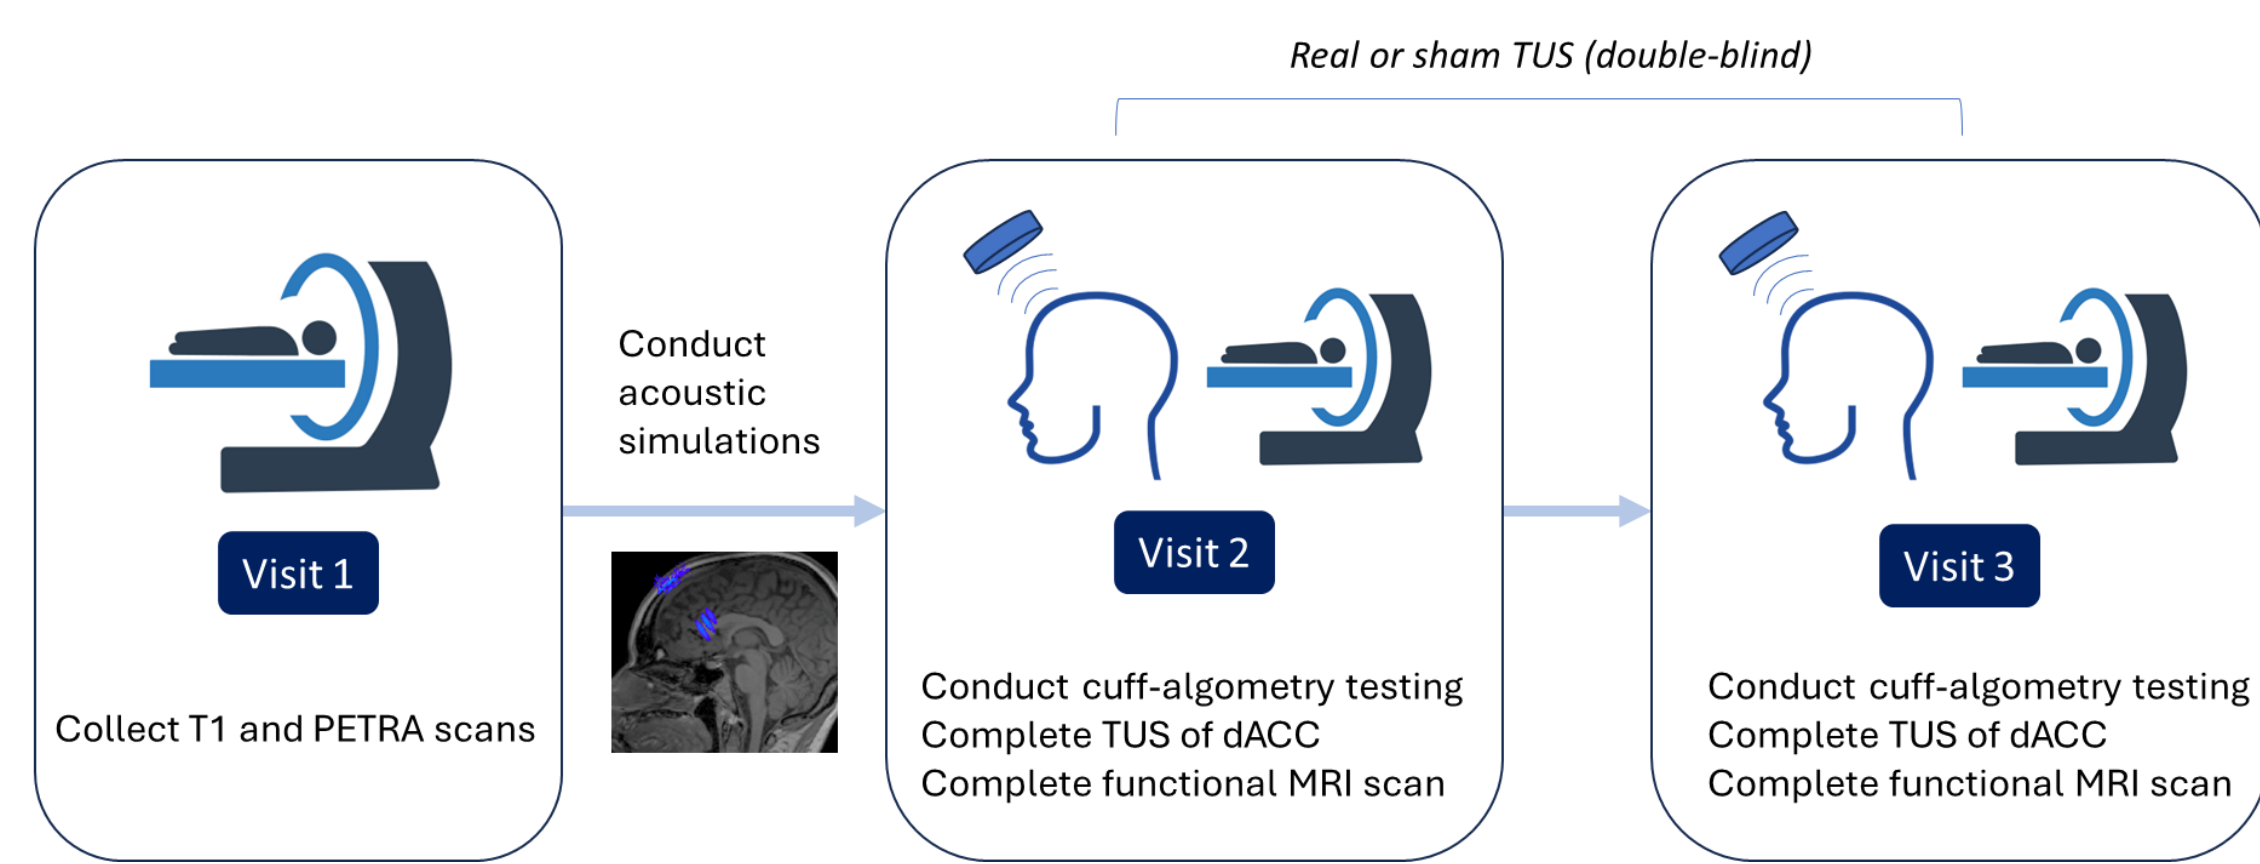 Real or sham TUS (double-blind)
Conduct
acoustic
simulations
Visit 1
Collect T1 and PETRA scans
Visit 2
Conduct cuff-algometry testing
Complete TUS of dACC
Complete functional MRI scan
Visit 3
Conduct cuff-algometry testing
Complete TUS of dACC
Complete functional MRI scan